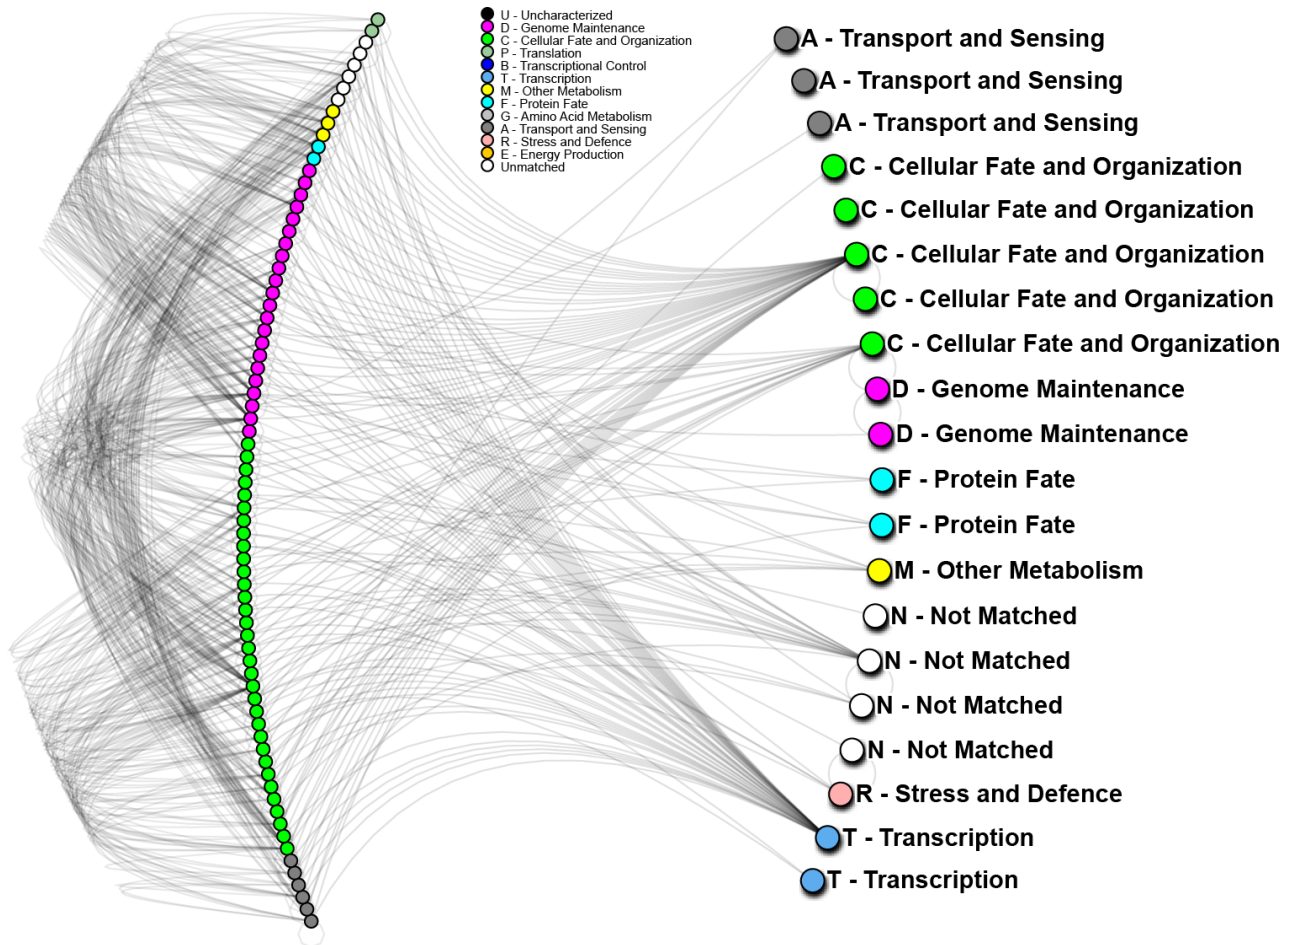 U - Uncharacterized
D - Genome Maintenance
C - Cellular Fate and Organization
P - Translation
B - Transcriptional Control
T - Transcription
M - Other Metabolism
F - Protein Fate
G - Amino Acid Metabolism
A - Transport and Sensing
R - Stress and Defence
E - Energy Production
Unmatched
A - Transport and Sensing
A - Transport and Sensing
A - Transport and Sensing
C - Cellular Fate and Organization
C - Cellular Fate and Organization
C - Cellular Fate and Organization
C - Cellular Fate and Organization
C - Cellular Fate and Organization
D - Genome Maintenance
D - Genome Maintenance
F - Protein Fate
F - Protein Fate
M - Other Metabolism
N - Not Matched
N - Not Matched
N - Not Matched
N - Not Matched
R - Stress and Defence
T - Transcription
T - Transcription